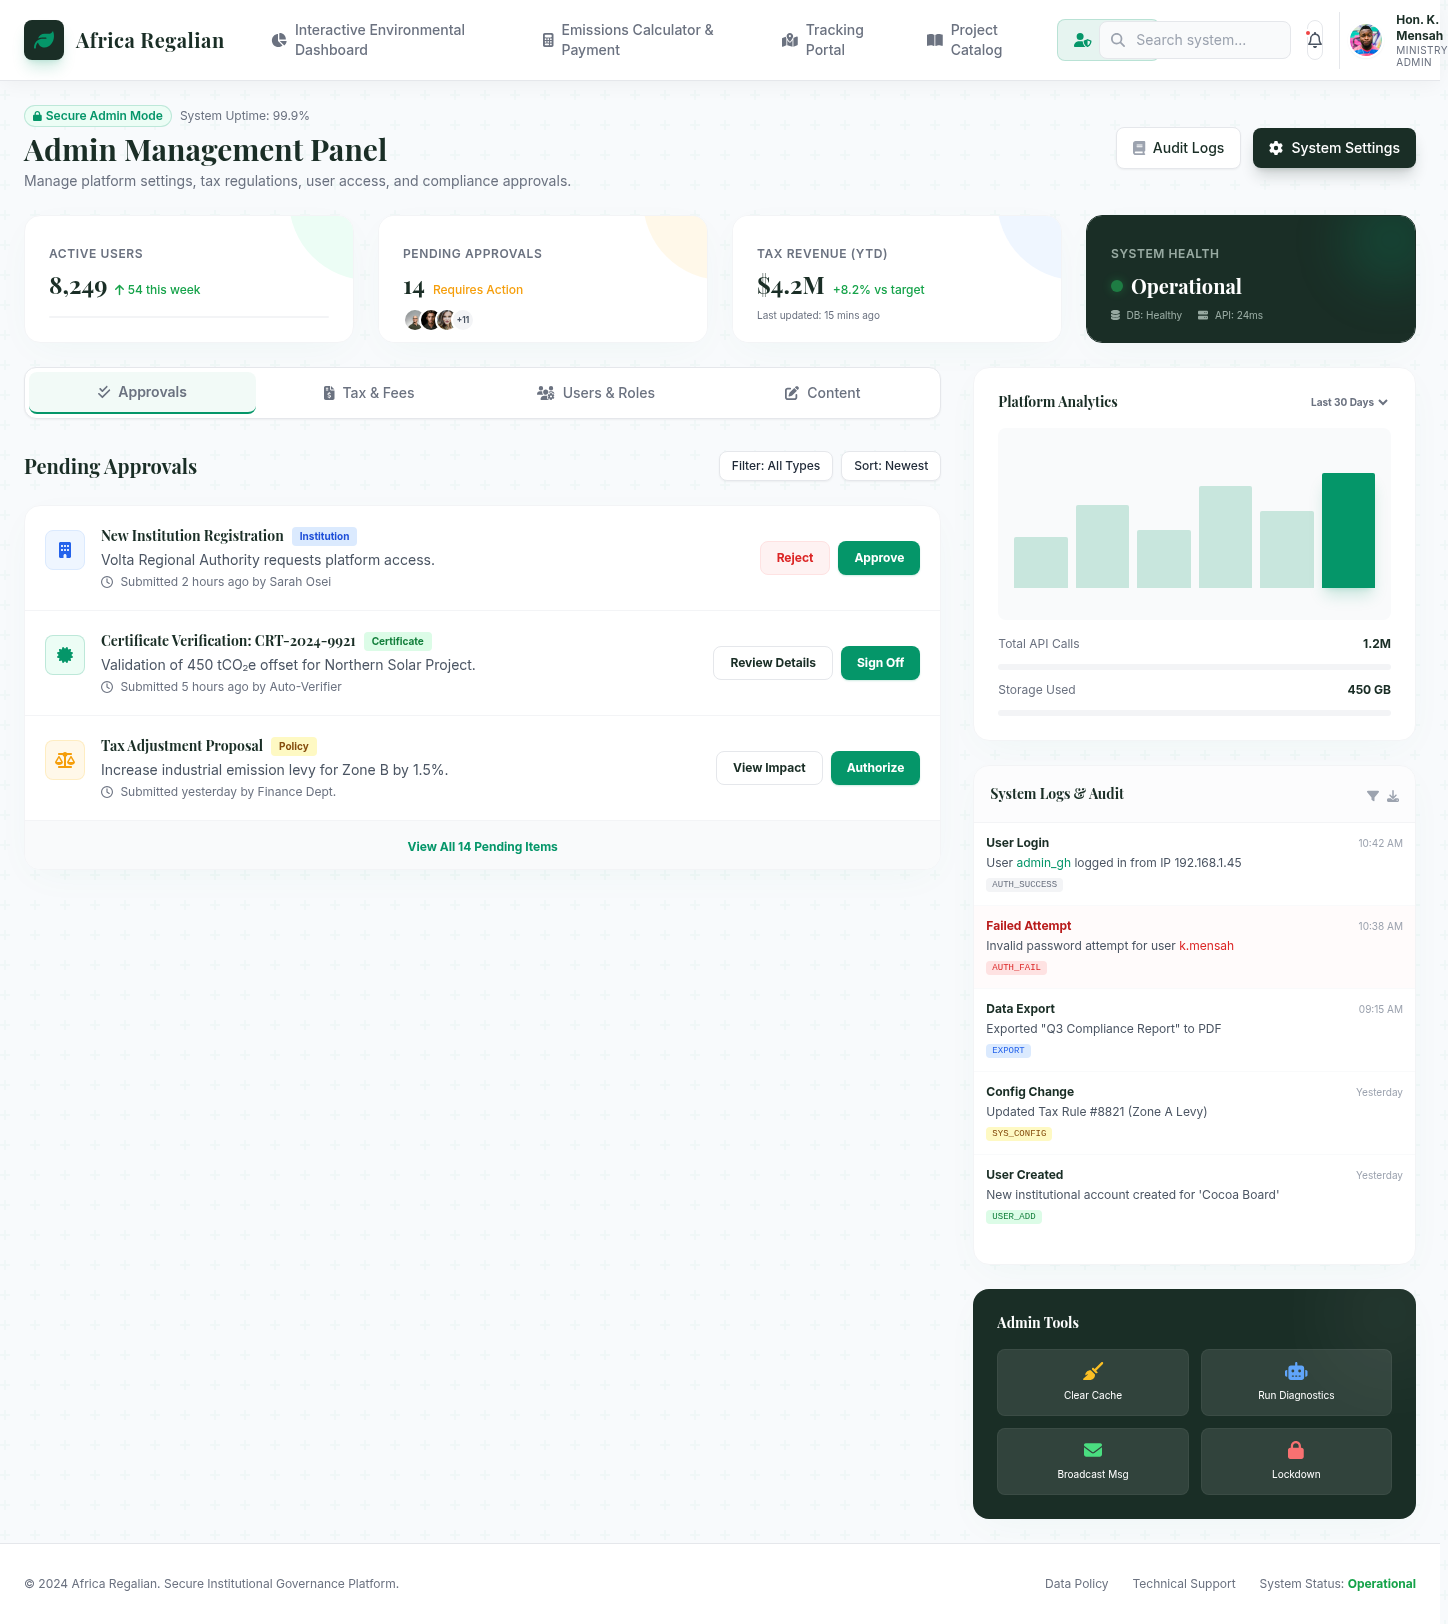 Africa Regalian
Interactive Environmental
Dashboard
Emissions Calculator &
Payment
Tracking
Portal
Project
Catalog
Search system...
Hon. K.
Mensah
MINISTRY
ADMIN
Secure Admin Mode
System Uptime: 99.9%
Admin Management Panel
Manage platform settings, tax regulations, user access, and compliance approvals.
Audit Logs
System Settings
ACTIVE USERS
8,249
54 this week
PENDING APPROVALS
14
Requires Action
+11
TAX REVENUE (YTD)
$4.2M
+8.2% vs target
Last updated: 15 mins ago
SYSTEM HEALTH
Operational
DB: Healthy
API: 24ms
Approvals
Tax & Fees
Users & Roles
Content
Pending Approvals
Filter: All Types
Sort: Newest
New Institution Registration
Institution
Volta Regional Authority requests platform access.
Submitted 2 hours ago by Sarah Osei
Reject
Approve
Certificate Verification: CRT-2024-9921
Certificate
Validation of 450 tCO₂e offset for Northern Solar Project.
Submitted 5 hours ago by Auto-Verifier
Review Details
Sign Off
Tax Adjustment Proposal
Policy
Increase industrial emission levy for Zone B by 1.5%.
Submitted yesterday by Finance Dept.
View Impact
Authorize
View All 14 Pending Items
Platform Analytics
Last 30 Days
Total API Calls
1.2M
Storage Used
450 GB
System Logs & Audit
User Login
10:42 AM
User admin_gh logged in from IP 192.168.1.45
AUTH_SUCCESS
Failed Attempt
10:38 AM
Invalid password attempt for user k.mensah
AUTH_FAIL
Data Export
09:15 AM
Exported "Q3 Compliance Report" to PDF
EXPORT
Config Change
Yesterday
Updated Tax Rule #8821 (Zone A Levy)
SYS_CONFIG
User Created
Yesterday
New institutional account created for 'Cocoa Board'
USER_ADD
Admin Tools
Clear Cache
Run Diagnostics
Broadcast Msg
Lockdown
© 2024 Africa Regalian. Secure Institutional Governance Platform.
Data Policy
Technical Support
System Status: Operational